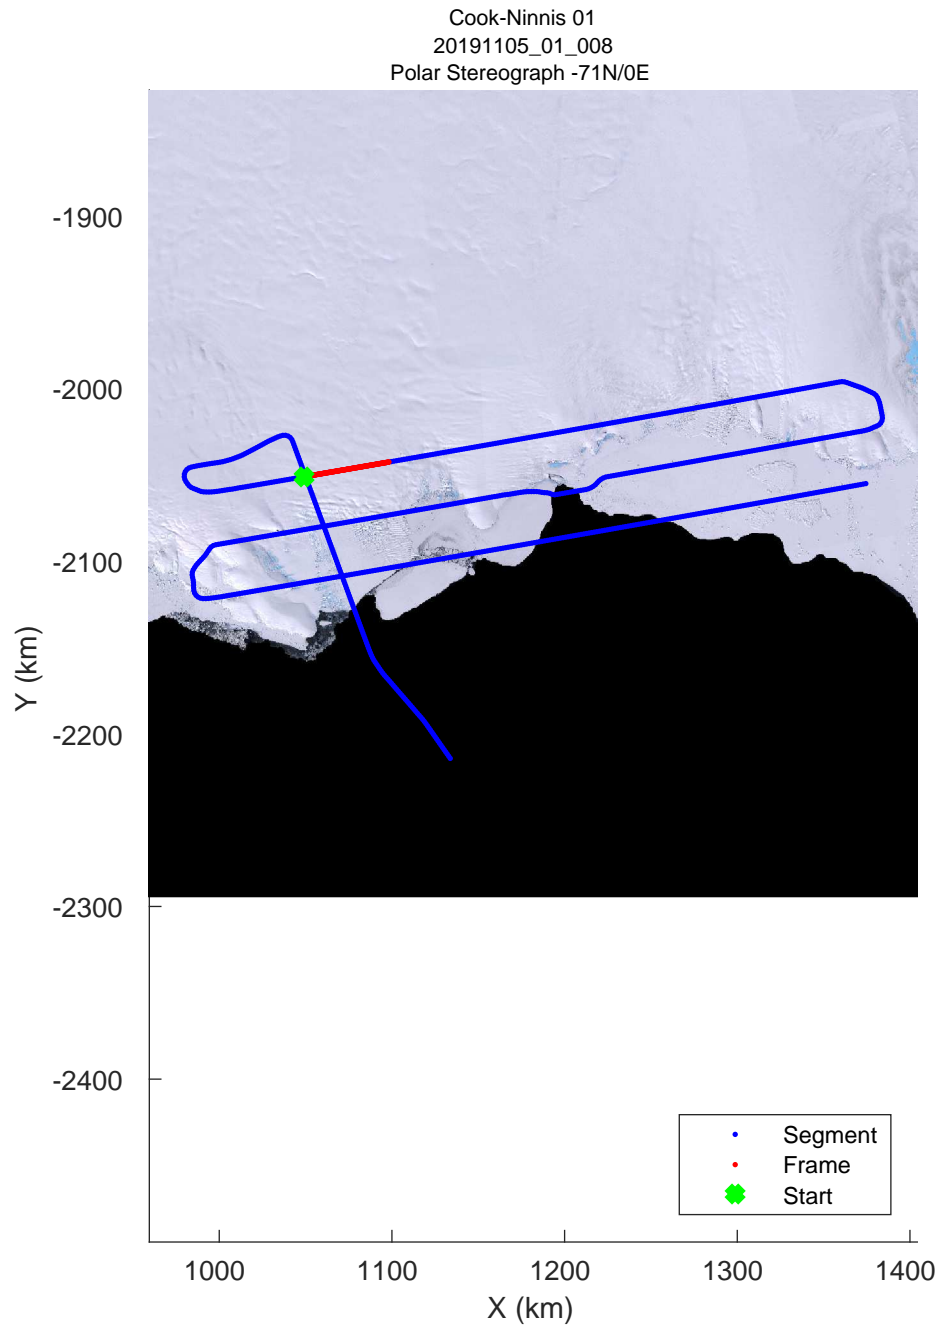 Cook-Ninnis 01
20191105_01_008
Polar Stereograph -71N/0E
-1900
-2000
-2100
-2200
-2300
-2400
Y (km)
Segment
Frame
Start
1000
1100
1200
1300
1400
X (km)